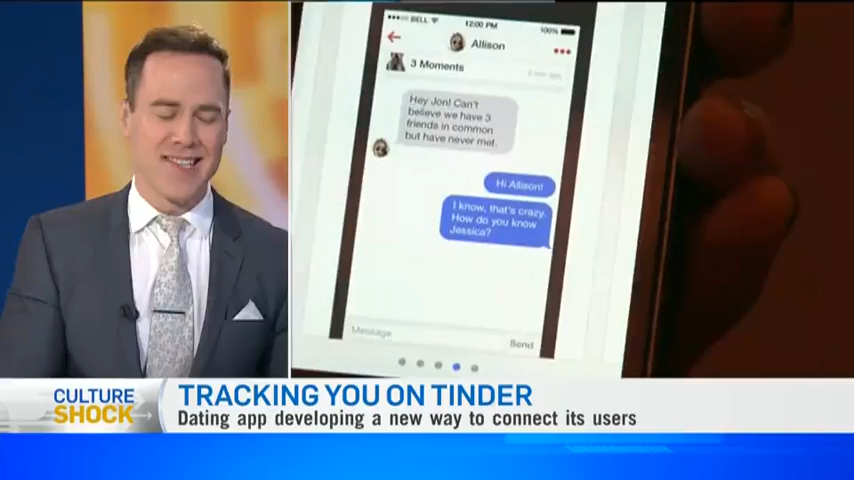 BELL
12:00 PM
100%
Allison
3 Moments
Hey Jon! Can't
believe we have 3
friends in common
but have never met.
Hi Allison!
I know, that's crazy.
How do you know
Jessica?
Message
Send
CULTURE
SHOCK
TRACKING YOU ON TINDER
Dating app developing a new way to connect its users